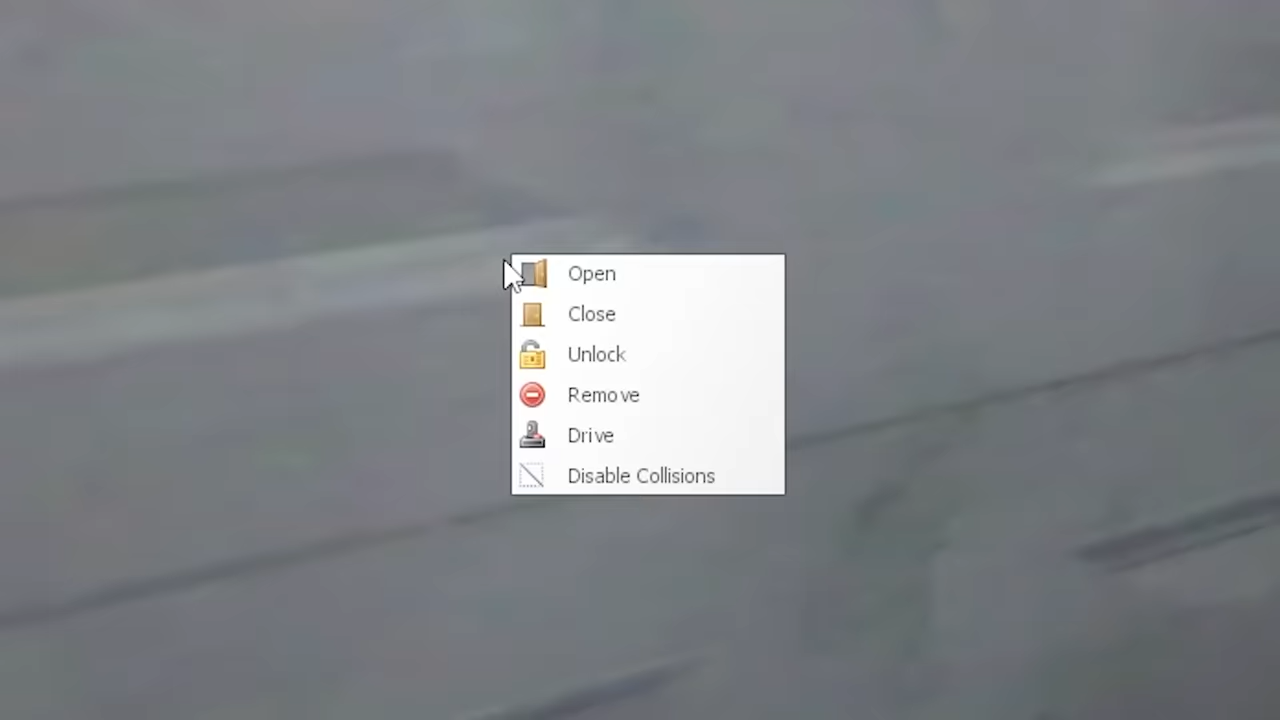 Open
Close
Unlock
Remove
Drive
Disable Collisions